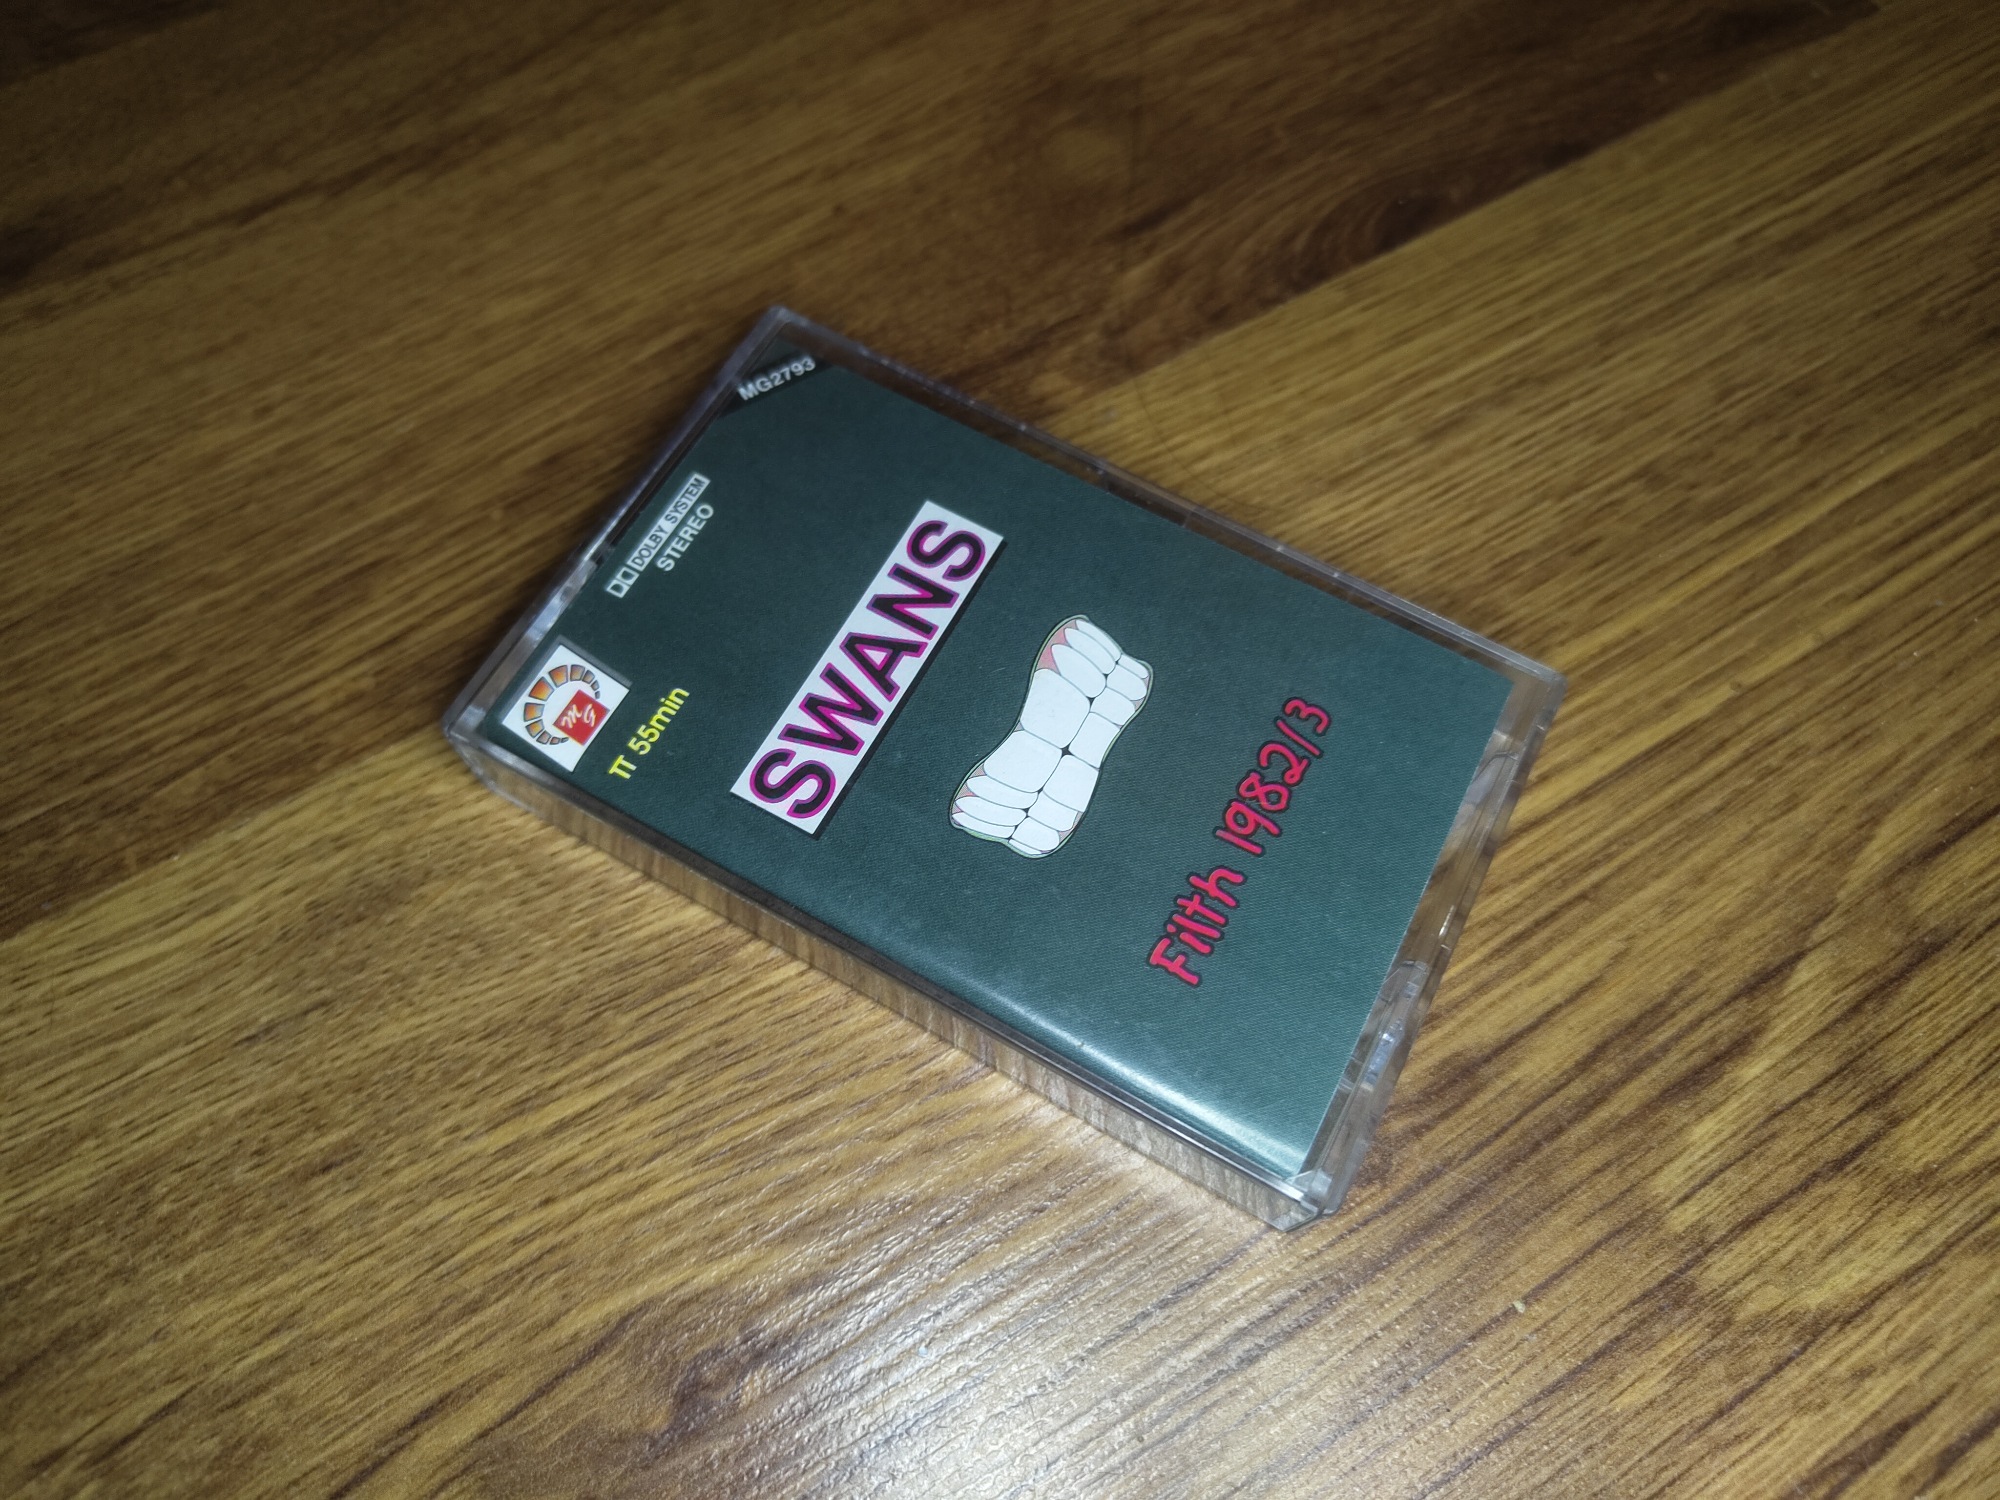 MG2793
DOLBY SYSTEM
STEREO
TT 55min
SWANS
Filth 1982/3